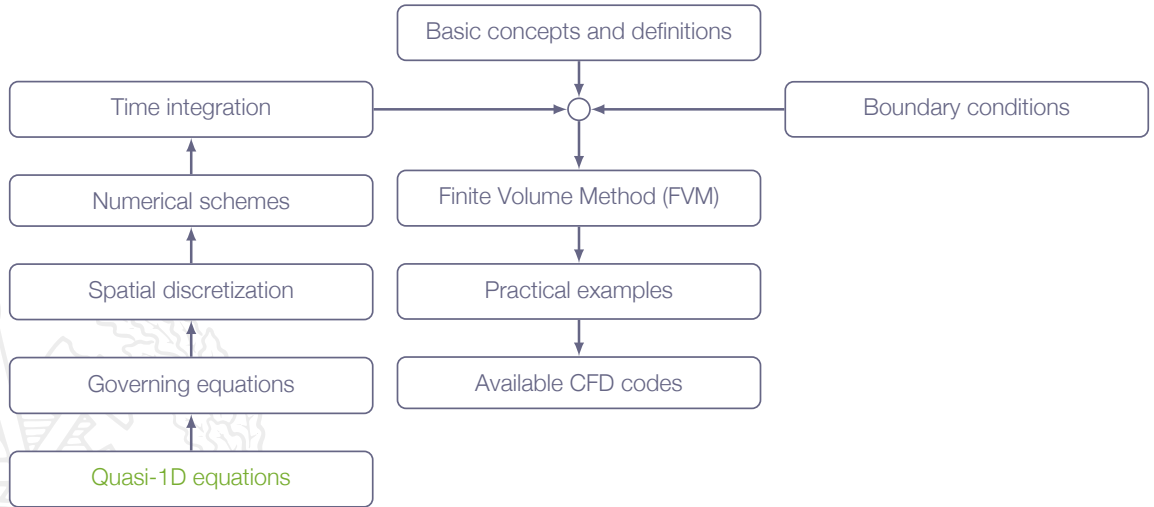 Basic concepts and definitions
Time integration
Boundary conditions
Numerical schemes
Finite Volume Method (FVM)
Spatial discretization
Practical examples
Governing equations
Available CFD codes
Quasi-1D equations